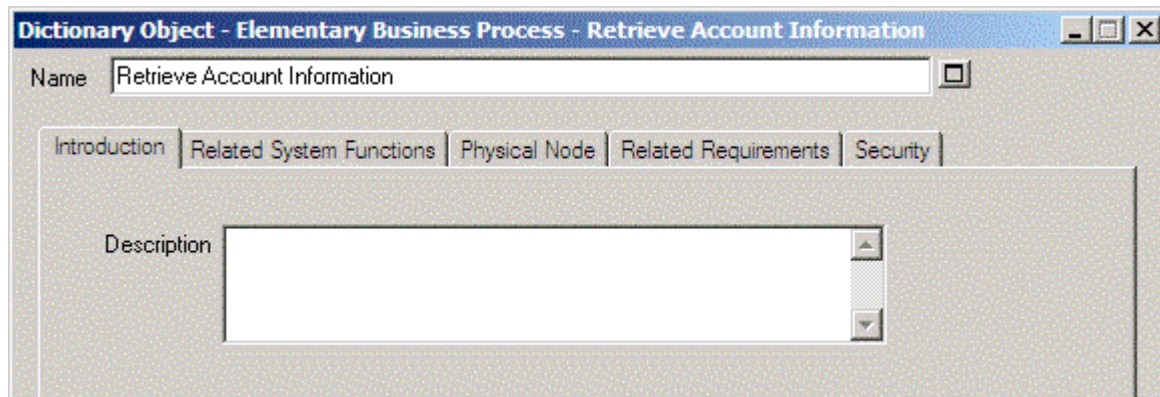 Dictionary Object - Elementary Business Process - Retrieve Account Information
Name Retrieve Account Information
Introduction Related System Functions Physical Node Related Requirements Security
Description